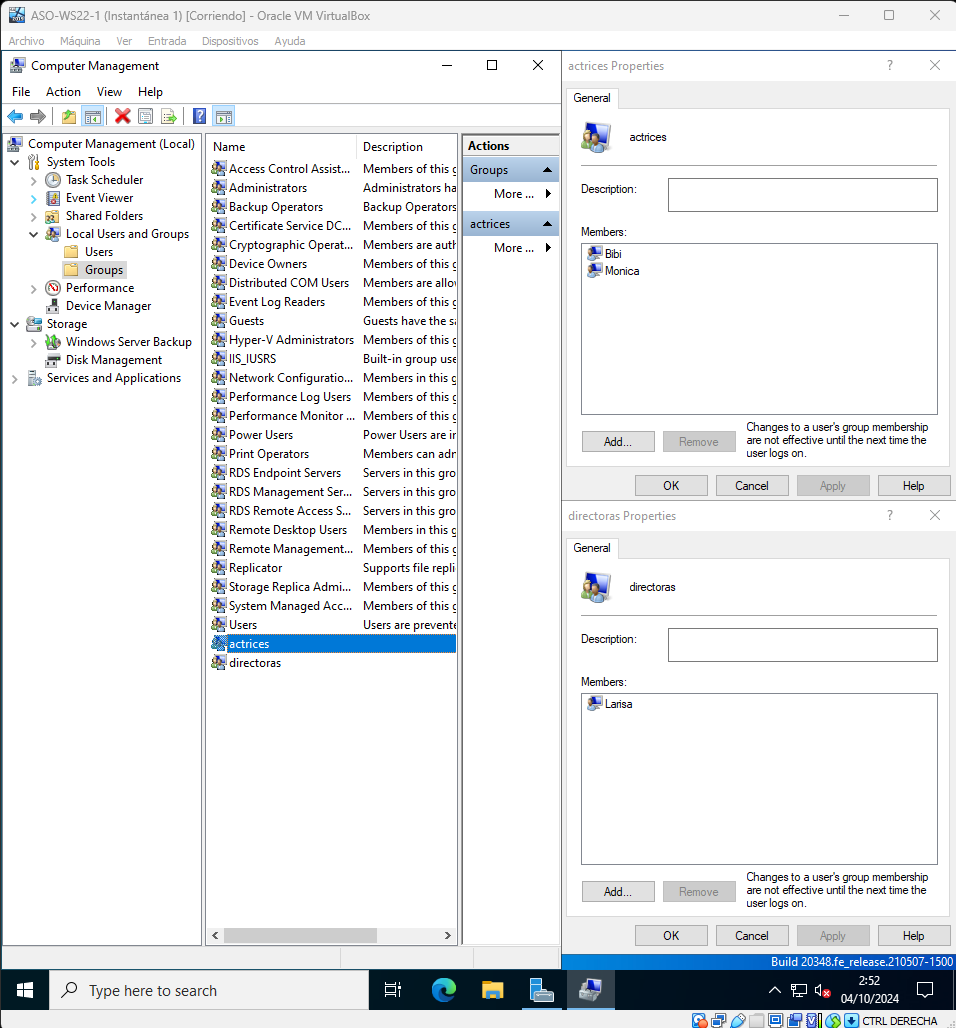 ASO-WS22-1 (Instantánea 1) [Corriendo] - Oracle VM VirtualBox
Archivo Máquina Ver Entrada Dispositivos Ayuda
Computer Management
File Action View Help
Computer Management (Local)
System Tools
Task Scheduler
Event Viewer
Shared Folders
Local Users and Groups
Users
Groups
Performance
Device Manager
Storage
Windows Server Backup
Disk Management
Services and Applications
Name Description
Access Control Assist... Members of this g
Administrators Administrators ha
Backup Operators Backup Operators
Certificate Service DC... Members of this g
Cryptographic Operat... Members are auth
Device Owners Members of this g
Distributed COM Users Members are allow
Event Log Readers Members of this g
Guests Guests have the sa
Hyper-V Administrators Members of this g
IIS_IUSRS Built-in group use
Network Configuratio... Members in this g
Performance Log Users Members of this g
Performance Monitor ... Members of this g
Power Users Power Users are in
Print Operators Members can adm
RDS Endpoint Servers Servers in this gro
RDS Management Ser... Servers in this gro
RDS Remote Access S... Servers in this gro
Remote Desktop Users Members in this g
Remote Management... Members of this g
Replicator Supports file repli
Storage Replica Admi... Members of this g
System Managed Acc... Members of this g
Users Users are prevente
actrices
directoras
Actions
Groups
More ...
actrices
More ...
actrices Properties
General
actrices
Description:
Members:
Bibi
Monica
Add... Remove
Changes to a user's group membership
are not effective until the next time the
user logs on.
OK Cancel Apply Help
directoras Properties
General
directoras
Description:
Members:
Larisa
Add... Remove
Changes to a user's group membership
are not effective until the next time the
user logs on.
OK Cancel Apply Help
Build 20348.fe_release.210507-1500
Type here to search
2:52
04/10/2024
CTRL DERECHA